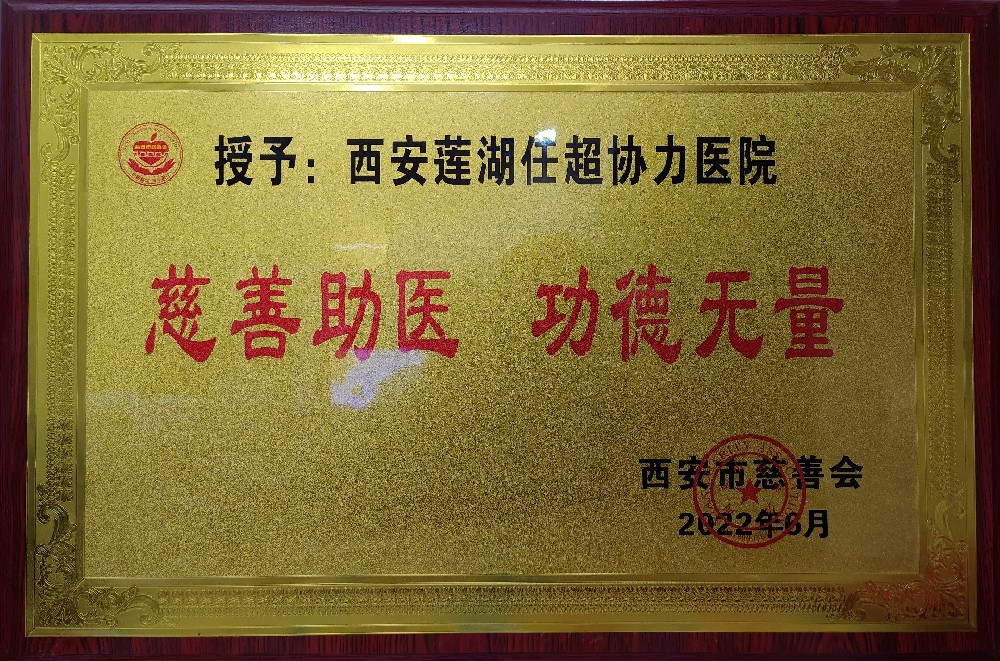 授予：西安莲湖任超协力医院
慈善助医 功德无量
西安市慈善会
2022年6月